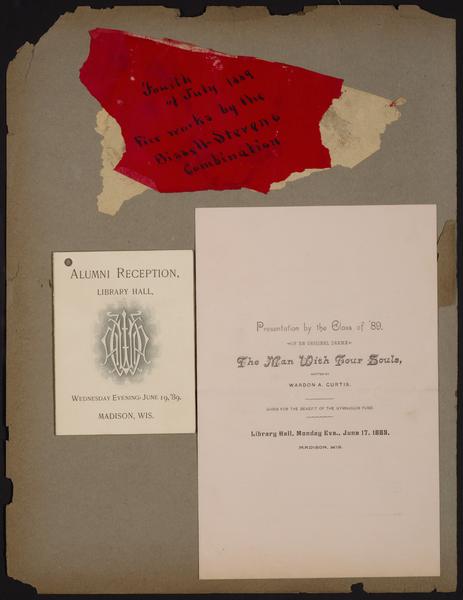 Fourth
of July 1889
Fire works by the
Bissell-Stevens
Combination
ALUMNI RECEPTION,
LIBRARY HALL,
WEDNESDAY EVENING, JUNE 19, '89.
MADISON, WIS.
Presentation by the Class of '89.
OF AN ORIGINAL DRAMA
The Man With Four Souls,
WRITTEN BY
WARDON A. CURTIS.
GIVEN FOR THE BENEFIT OF THE GYMNASIUM FUND.
Library Hall, Monday Eve., June 17, 1889.
MADISON, WIS.